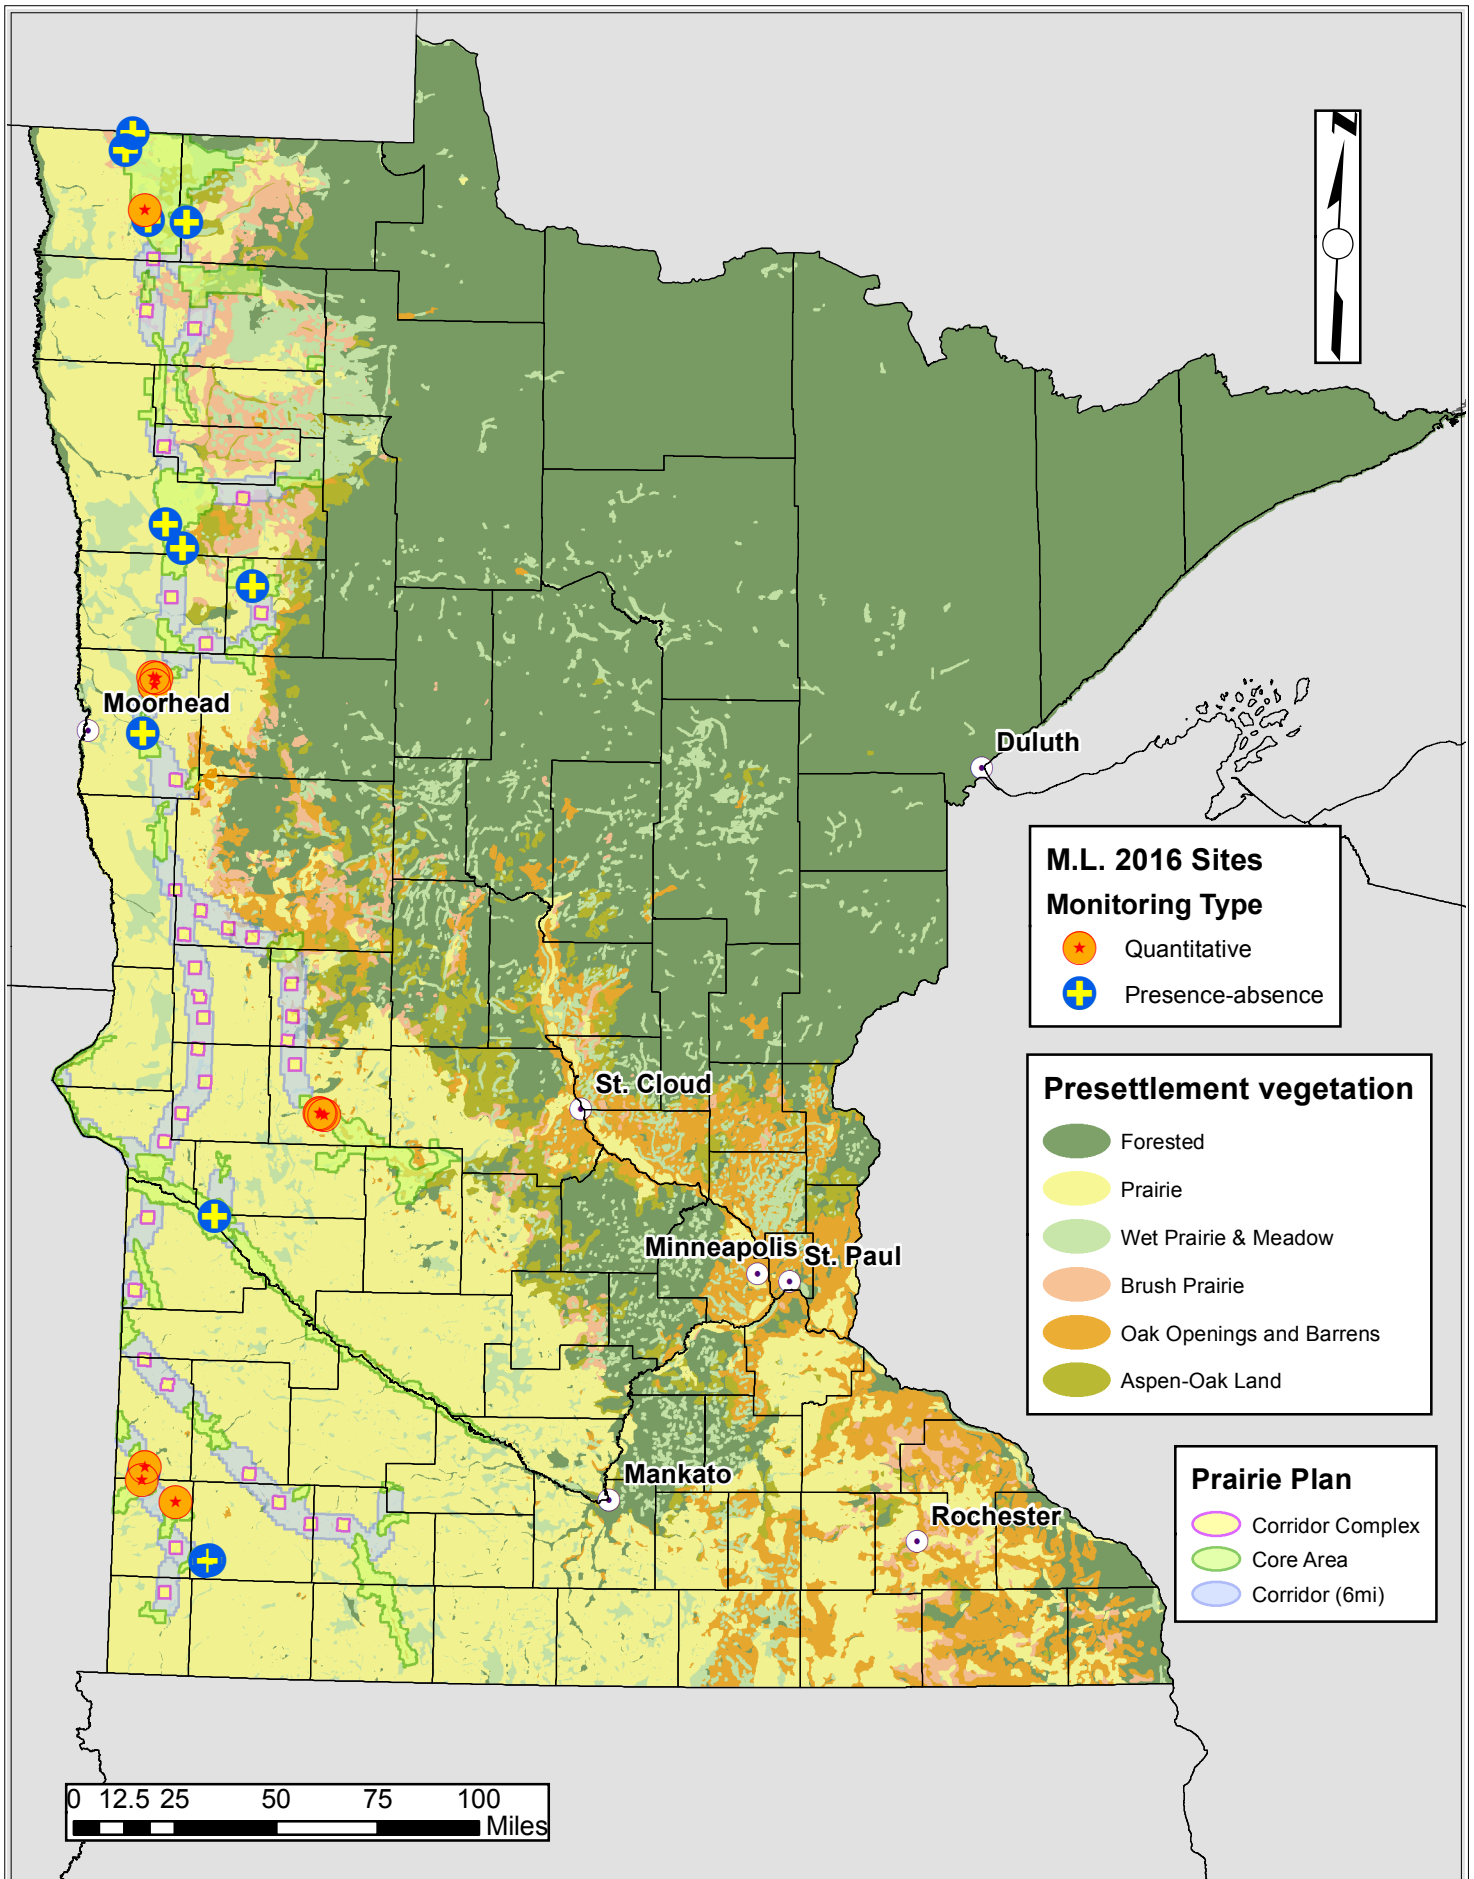 N
Moorhead
Duluth
M.L. 2016 Sites
Monitoring Type
Quantitative
Presence-absence
Presettlement vegetation
Forested
Prairie
Wet Prairie & Meadow
Brush Prairie
Oak Openings and Barrens
Aspen-Oak Land
St. Cloud
Minneapolis
St. Paul
Mankato
Rochester
Prairie Plan
Corridor Complex
Core Area
Corridor (6mi)
0 12.5 25 50 75 100
Miles